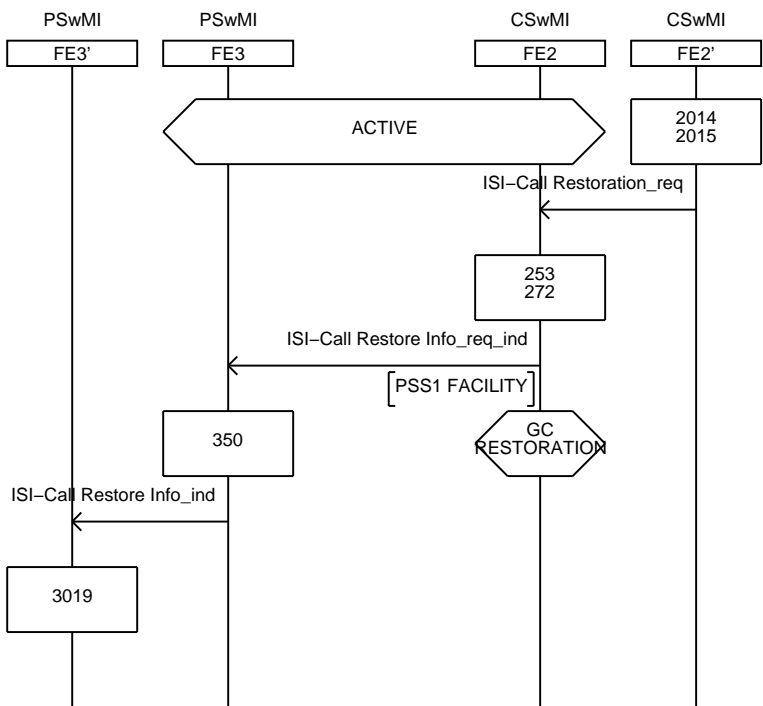 PSwMI PSwMI CSwMI CSwMI
FE3' FE3 FE2 FE2'
ACTIVE
2014
2015
ISI–Call Restoration_req
253
272
ISI–Call Restore Info_req_ind
PSS1 FACILITY
350
GC
RESTORATION
ISI–Call Restore Info_ind
3019